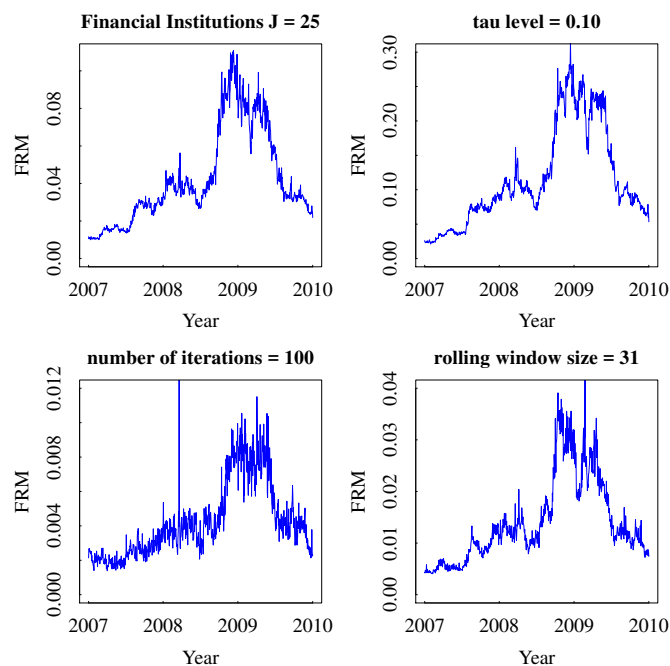 Financial Institutions J = 25
FRM
0.00 0.04 0.08
2007 2008 2009 2010
Year
tau level = 0.10
FRM
0.00 0.10 0.20 0.30
2007 2008 2009 2010
Year
number of iterations = 100
FRM
0.000 0.004 0.008 0.012
2007 2008 2009 2010
Year
rolling window size = 31
FRM
0.00 0.01 0.02 0.03 0.04
2007 2008 2009 2010
Year